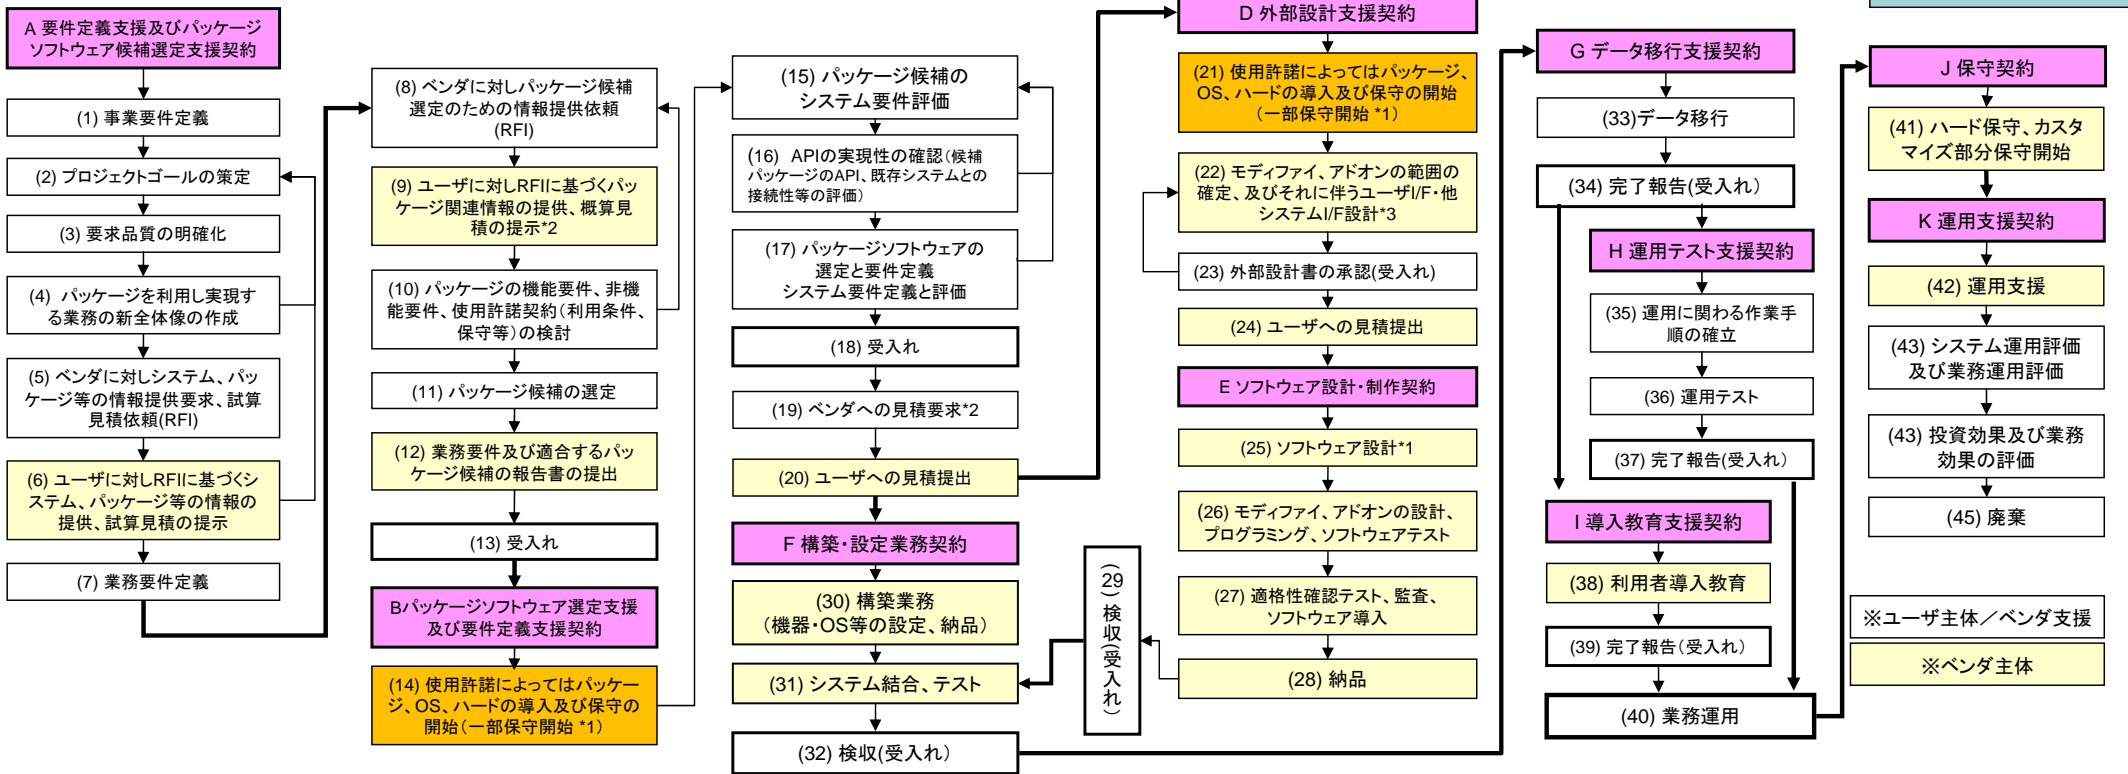 A 要件定義支援及びパッケージ
ソフトウェア候補選定支援契約
(1) 事業要件定義
(2) プロジェクトゴールの策定
(3) 要求品質の明確化
(4) パッケージを利用し実現す
る業務の新全体像の作成
(5) ベンダに対しシステム、パッ
ケージ等の情報提供要求、試算
見積依頼(RFI)
(6) ユーザに対しRFIに基づくシ
ステム、パッケージ等の情報の
提供、試算見積の提示
(7) 業務要件定義
(8) ベンダに対しパッケージ候補
選定のための情報提供依頼
(RFI)
(9) ユーザに対しRFIに基づくパッ
ケージ関連情報の提供、概算見
積の提示*2
(10) パッケージの機能要件、非機
能要件、使用許諾契約(利用条件、
保守等)の検討
(11) パッケージ候補の選定
(12) 業務要件及び適合するパッ
ケージ候補の報告書の提出
(13) 受入れ
Bパッケージソフトウェア選定支援
及び要件定義支援契約
(14) 使用許諾によってはパッケー
ジ、OS、ハードの導入及び保守の
開始(一部保守開始 *1)
(15) パッケージ候補の
システム要件評価
(16) APIの実現性の確認(候補
パッケージのAPI、既存システムとの
接続性等の評価)
(17) パッケージソフトウェアの
選定と要件定義
システム要件定義と評価
(18) 受入れ
(19) ベンダへの見積要求*2
(20) ユーザへの見積提出
F 構築・設定業務契約
(30) 構築業務
(機器・OS等の設定、納品)
(31) システム結合、テスト
(32) 検収(受入れ)
(29) 検収(受入れ)
D 外部設計支援契約
(21) 使用許諾によってはパッケージ、
OS、ハードの導入及び保守の開始
(一部保守開始 *1)
(22) モディファイ、アドオンの範囲の
確定、及びそれに伴うユーザI/F・他
システムI/F設計*3
(23) 外部設計書の承認(受入れ)
(24) ユーザへの見積提出
E ソフトウェア設計・制作契約
(25) ソフトウェア設計*1
(26) モディファイ、アドオンの設計、
プログラミング、ソフトウェアテスト
(27) 適格性確認テスト、監査、
ソフトウェア導入
(28) 納品
G データ移行支援契約
(33)データ移行
(34) 完了報告(受入れ)
H 運用テスト支援契約
(35) 運用に関わる作業手
順の確立
(36) 運用テスト
(37) 完了報告(受入れ)
I 導入教育支援契約
(38) 利用者導入教育
(39) 完了報告(受入れ)
(40) 業務運用
J 保守契約
(41) ハード保守、カスタ
マイズ部分保守開始
K 運用支援契約
(42) 運用支援
(43) システム運用評価
及び業務運用評価
(43) 投資効果及び業務
効果の評価
(45) 廃棄
※ユーザ主体/ベンダ支援
※ベンダ主体